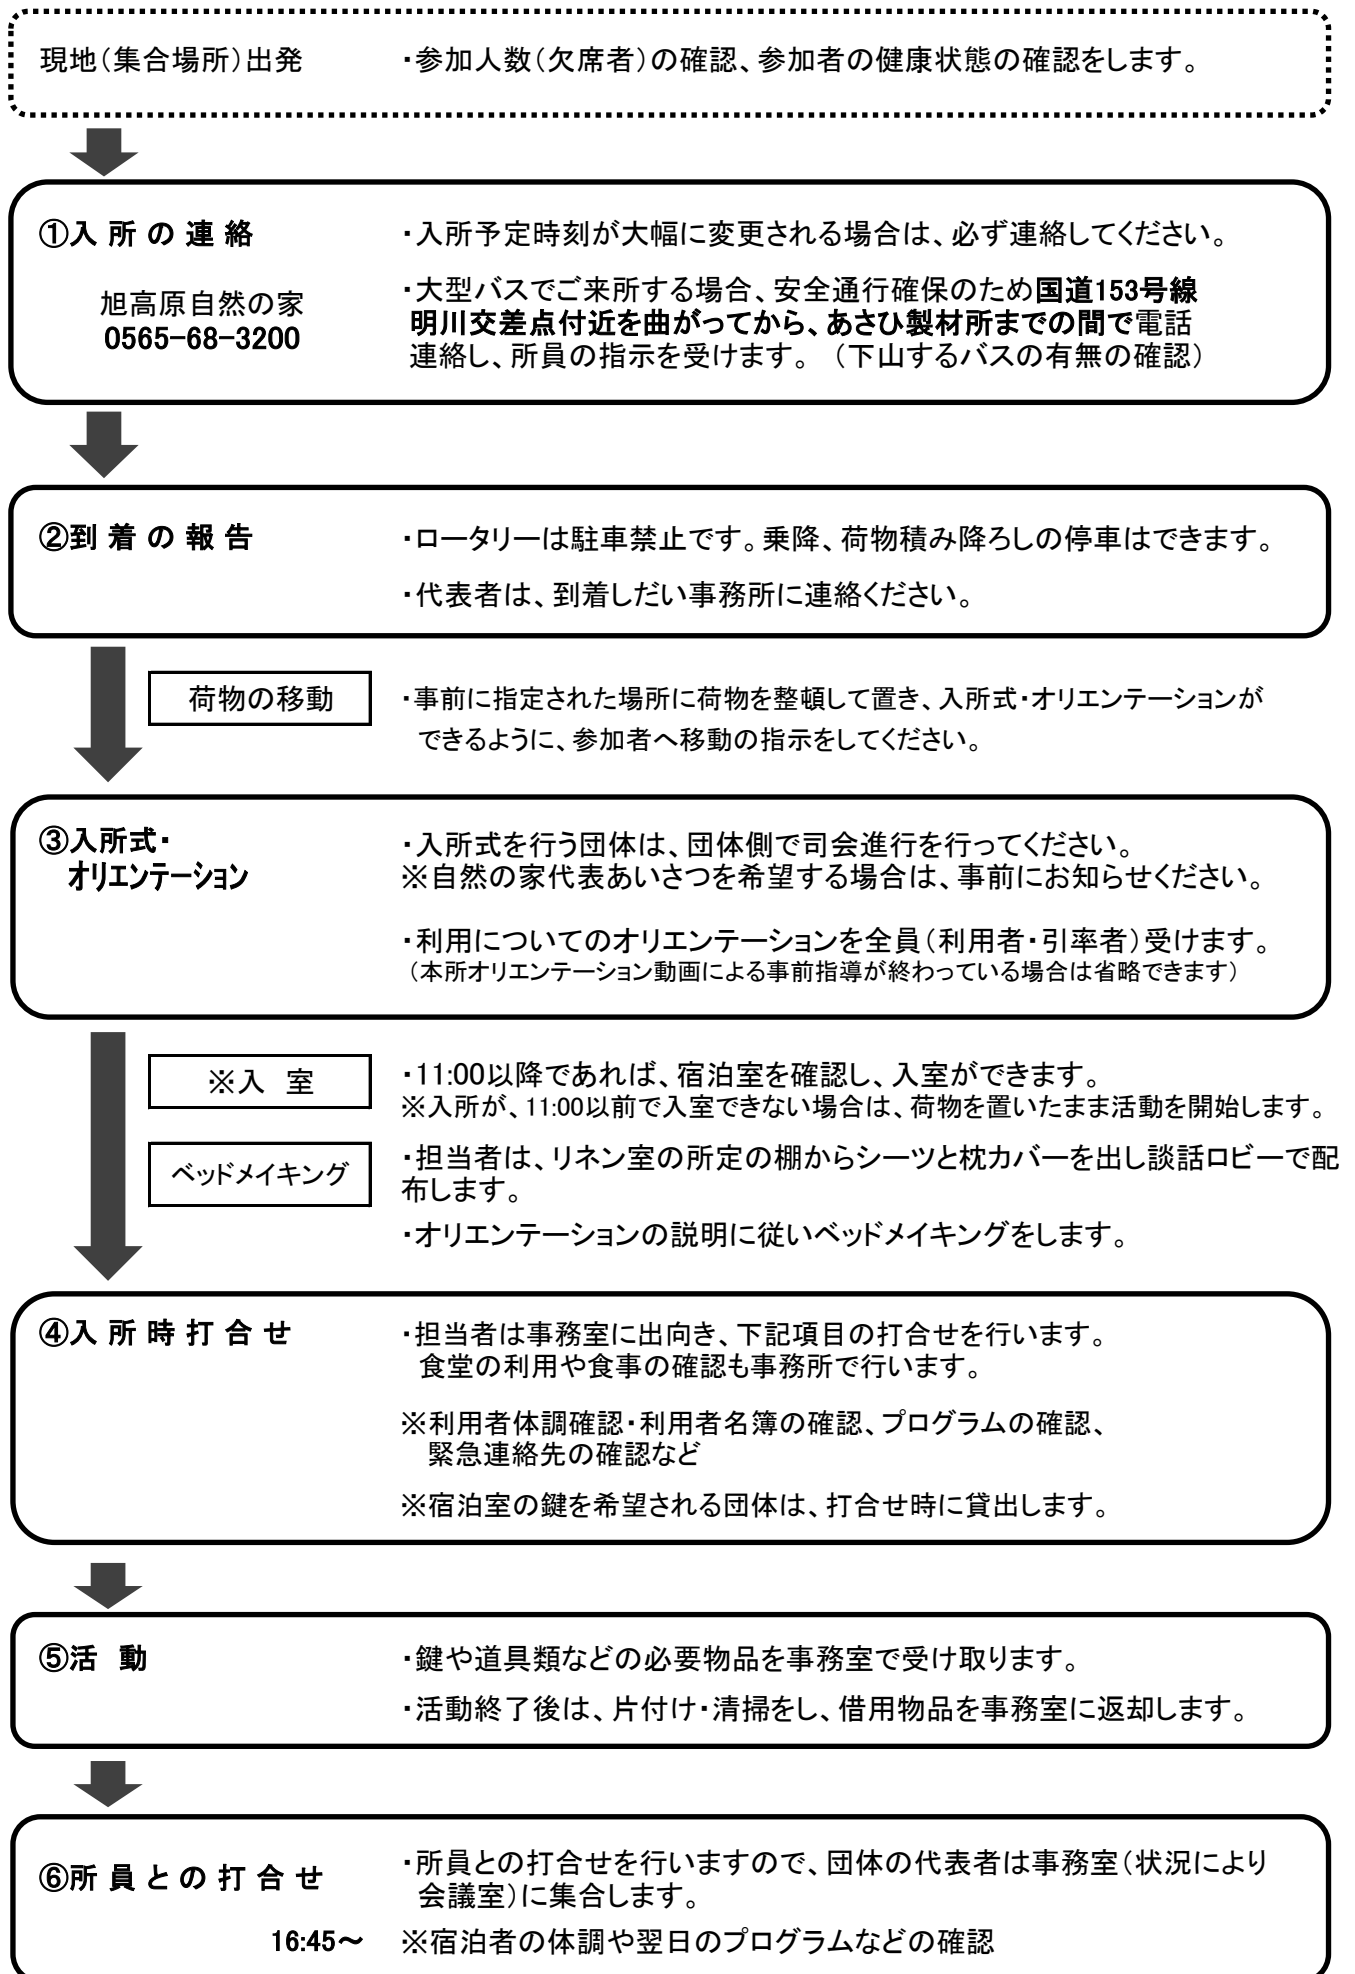 現地（集合場所）出発
・参加人数（欠席者）の確認、参加者の健康状態の確認をします。
①入所の連絡
・入所予定時刻が大幅に変更される場合は、必ず連絡してください。
旭高原自然の家
0565-68-3200
・大型バスでご来所する場合、安全通行確保のため国道153号線
明川交差点付近を曲がってから、あさひ製材所までの間で電話
連絡し、所員の指示を受けます。（下山するバスの有無の確認）
②到着の報告
・ロータリーは駐車禁止です。乗降、荷物積み降ろしの停車はできます。
・代表者は、到着しだい事務所に連絡ください。
荷物の移動
・事前に指定された場所に荷物を整頓して置き、入所式・オリエンテーションが
できるように、参加者へ移動の指示をしてください。
③入所式・
オリエンテーション
・入所式を行う団体は、団体側で司会進行を行ってください。
※自然の家代表あいさつを希望する場合は、事前にお知らせください。
・利用についてのオリエンテーションを全員（利用者・引率者）受けます。
（本所オリエンテーション動画による事前指導が終わっている場合は省略できます）
※入　室
・11:00以降であれば、宿泊室を確認し、入室ができます。
※入所が、11:00以前で入室できない場合は、荷物を置いたまま活動を開始します。
ベッドメイキング
・担当者は、リネン室の所定の棚からシーツと枕カバーを出し談話ロビーで配
布します。
・オリエンテーションの説明に従いベッドメイキングをします。
④入所時打合せ
・担当者は事務室に出向き、下記項目の打合せを行います。
食堂の利用や食事の確認も事務所で行います。
※利用者体調確認・利用者名簿の確認、プログラムの確認、
緊急連絡先の確認など
※宿泊室の鍵を希望される団体は、打合せ時に貸出します。
⑤活　動
・鍵や道具類などの必要物品を事務室で受け取ります。
・活動終了後は、片付け・清掃をし、借用物品を事務室に返却します。
⑥所員との打合せ
・所員との打合せを行いますので、団体の代表者は事務室（状況により
会議室）に集合します。
16:45～
※宿泊者の体調や翌日のプログラムなどの確認